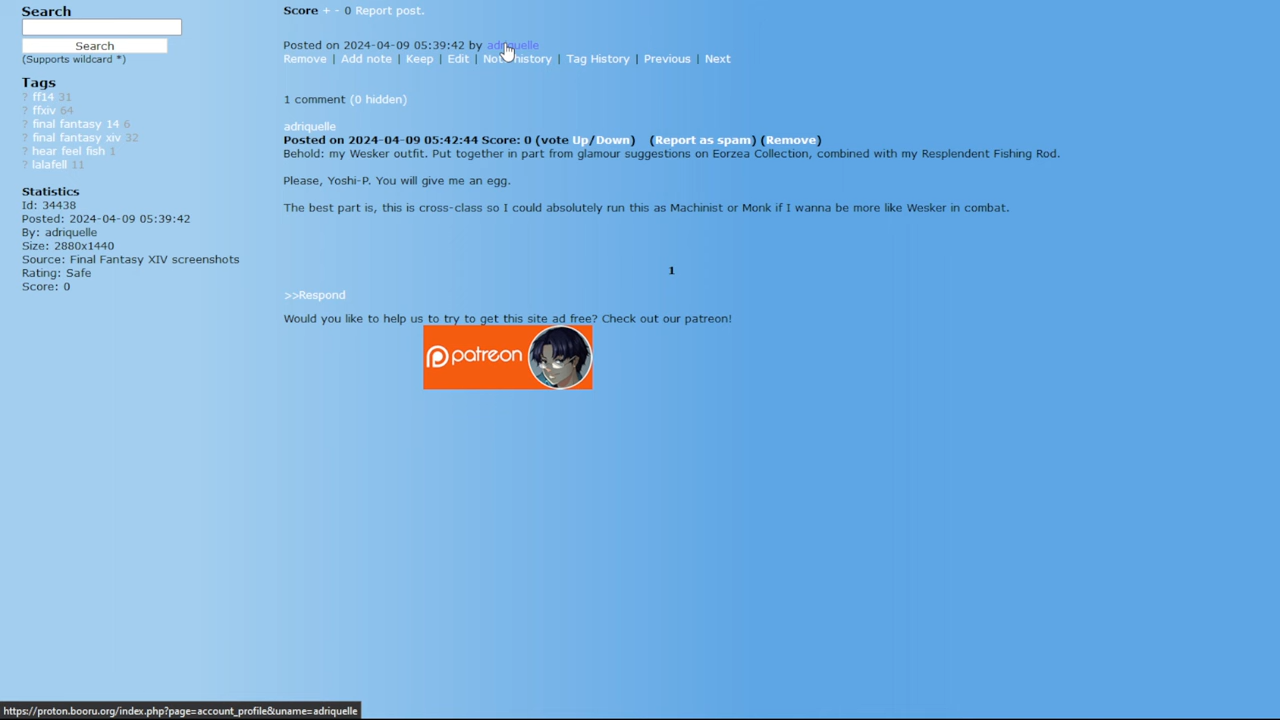 Search
Search
(Supports wildcard *)
Tags
? ff14 31
? ffxiv 64
? final fantasy 14 6
? final fantasy xiv 32
? hear feel fish 1
? lalafell 11
Statistics
Id: 34438
Posted: 2024-04-09 05:39:42
By: adriquelle
Size: 2880x1440
Source: Final Fantasy XIV screenshots
Rating: Safe
Score: 0
Score + - 0 Report post.
Posted on 2024-04-09 05:39:42 by adriquelle
Remove | Add note | Keep | Edit | Note history | Tag History | Previous | Next
1 comment (0 hidden)
adriquelle
Posted on 2024-04-09 05:42:44 Score: 0 (vote Up/Down) (Report as spam) (Remove)
Behold: my Wesker outfit. Put together in part from glamour suggestions on Eorzea Collection, combined with my Resplendent Fishing Rod.
Please, Yoshi-P. You will give me an egg.
The best part is, this is cross-class so I could absolutely run this as Machinist or Monk if I wanna be more like Wesker in combat.
1
>>Respond
Would you like to help us to try to get this site ad free? Check out our patreon!
patreon
https://proton.booru.org/index.php?page=account_profile&uname=adriquelle